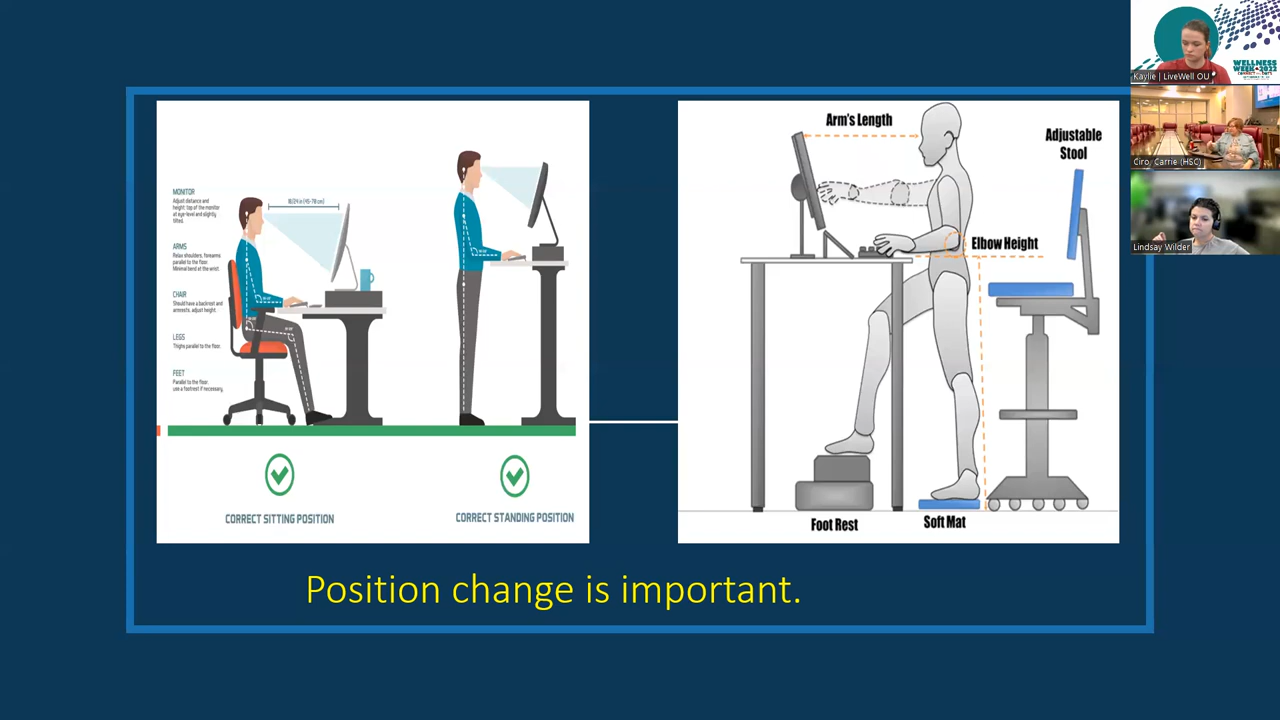 MONITOR
Adjust distance and
height: top of the monitor
at eye-level and slightly
tilted.
ARMS
Relax shoulders, forearms
parallel to the floor.
Minimal bend at the wrist.
CHAIR
Should have a backrest and
armrests, adjust height.
LEGS
Thighs parallel to the floor.
FEET
Parallel to the floor,
use a footrest if necessary.
CORRECT SITTING POSITION
CORRECT STANDING POSITION
Arm's Length
Adjustable
Stool
Elbow Height
Foot Rest
Soft Mat
Position change is important.
WELLNESS
WEEK 2022
Kaylie | LiveWell OU
Ciro, Carrie (HSC)
Lindsay Wilder